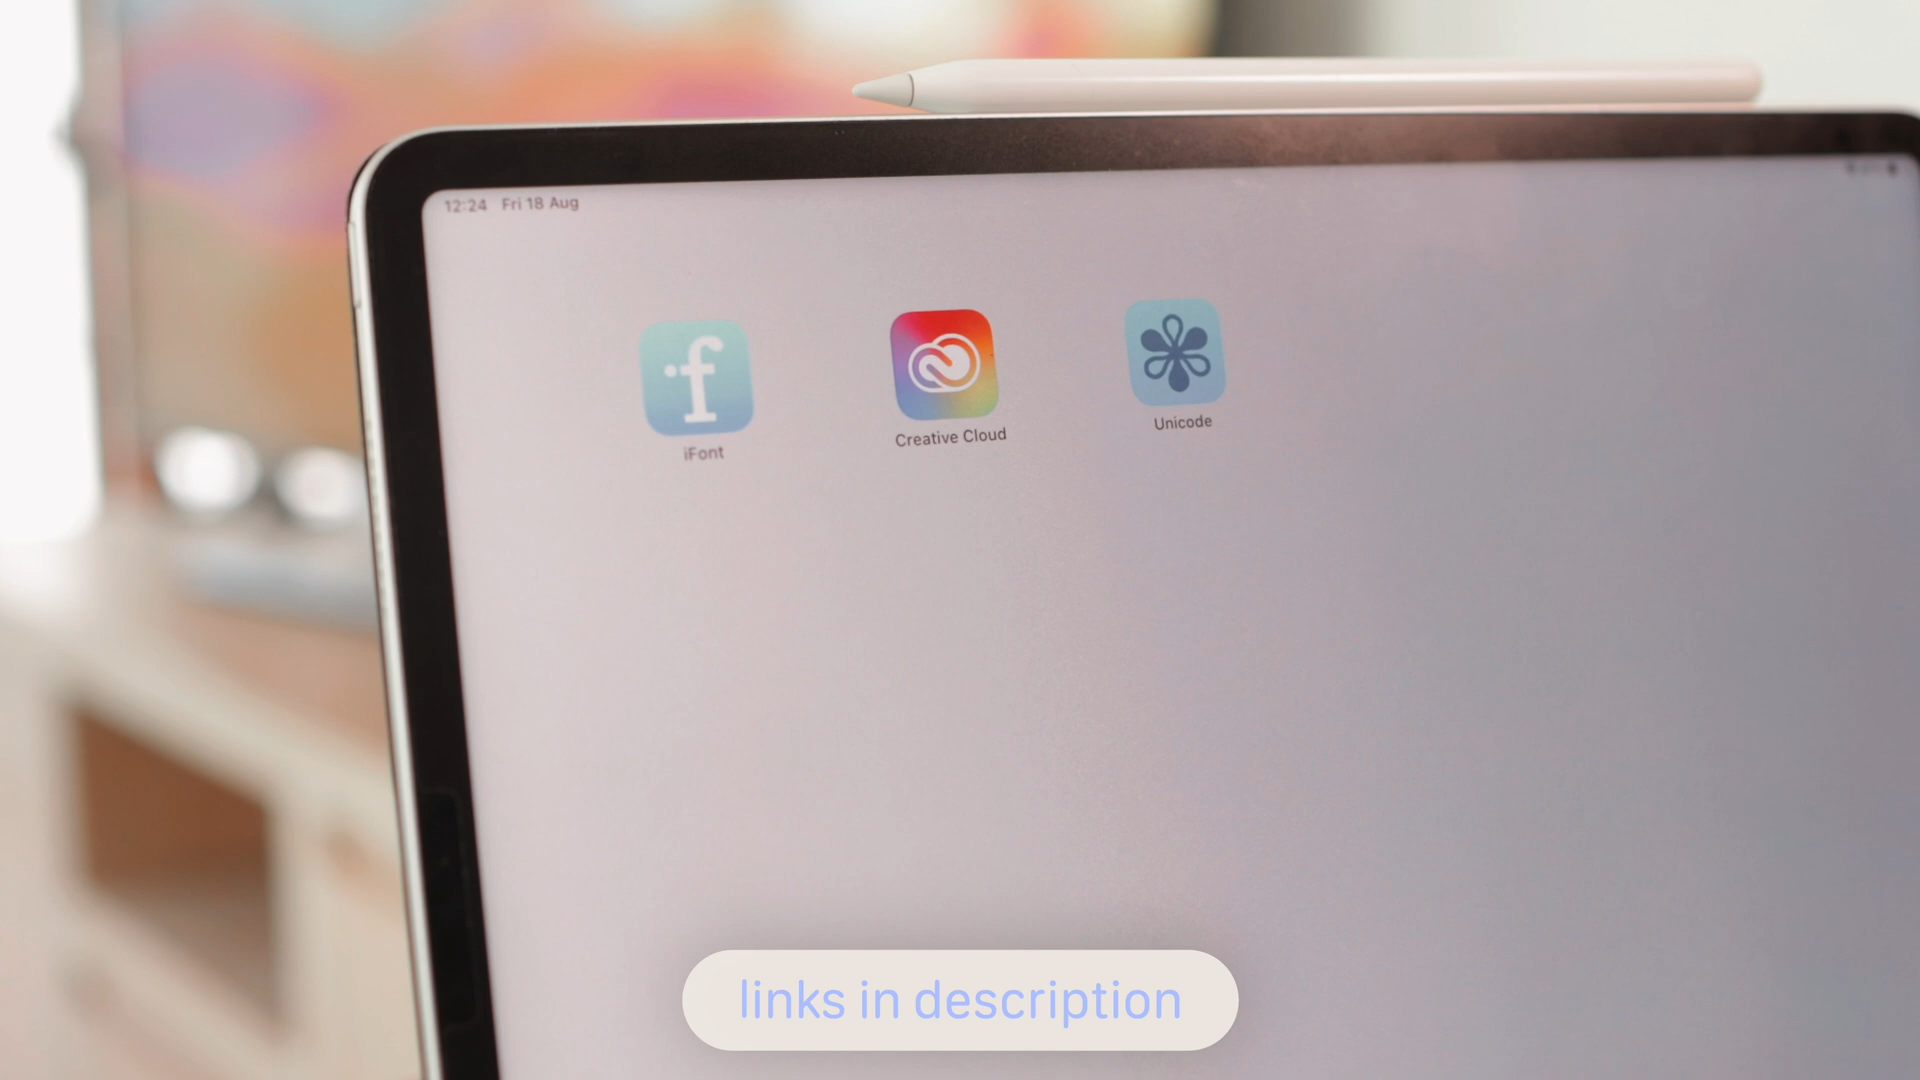 12:24 Fri 18 Aug
iFont
Creative Cloud
Unicode
links in description